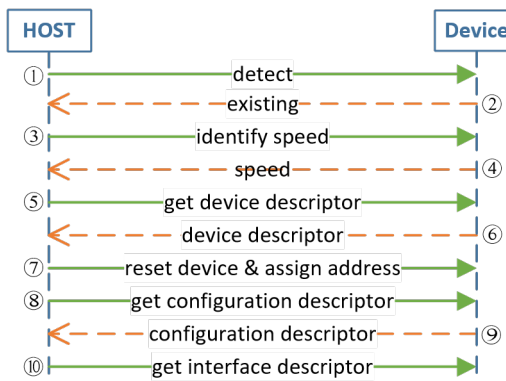 HOST Device
① detect
existing ②
③ identify speed
speed ④
⑤ get device descriptor
device descriptor ⑥
⑦ reset device & assign address
⑧ get configuration descriptor
configuration descriptor ⑨
⑩ get interface descriptor